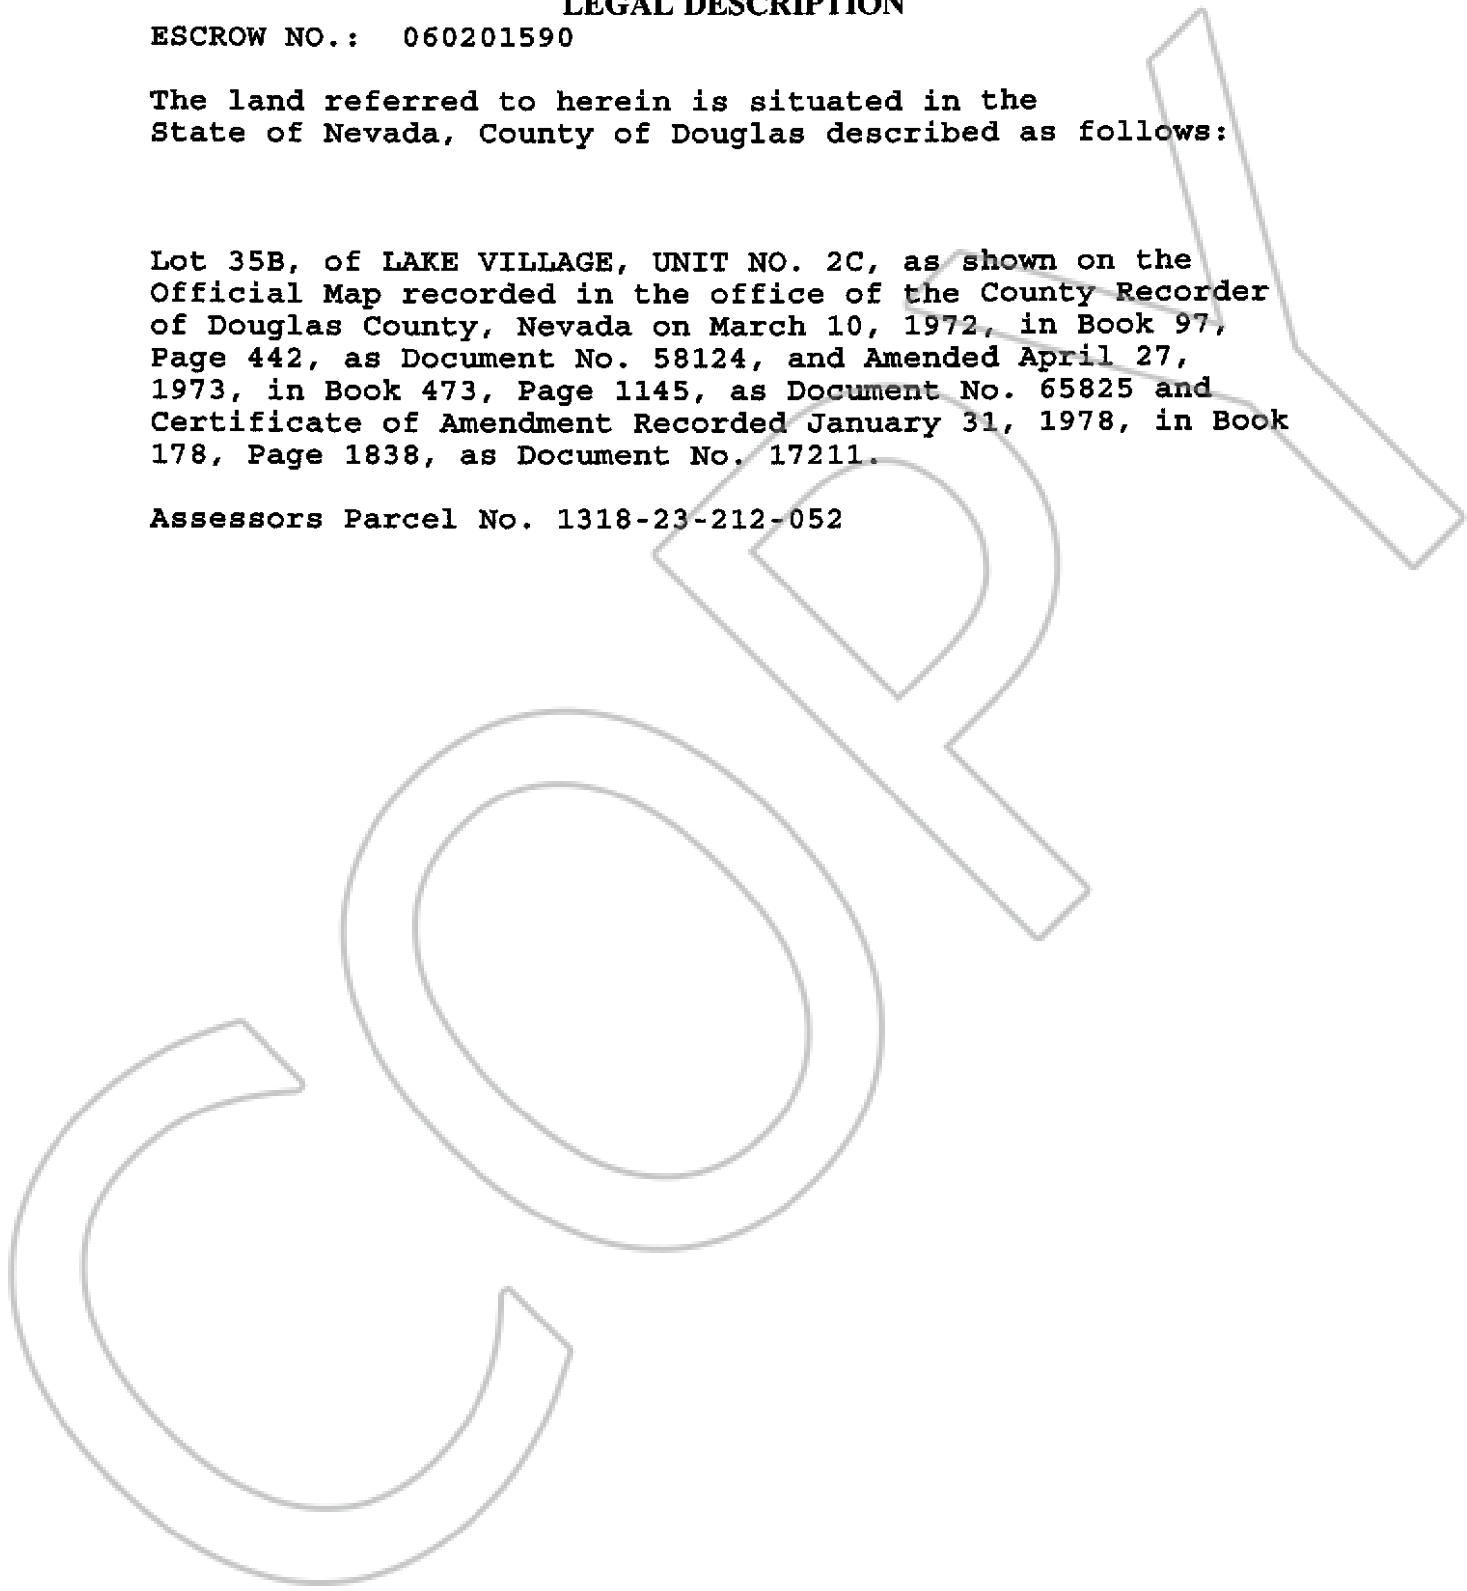 LEGAL DESCRIPTION
ESCROW NO.: 060201590
The land referred to herein is situated in the
State of Nevada, County of Douglas described as follows:
Lot 35B, of LAKE VILLAGE, UNIT NO. 2C, as shown on the
Official Map recorded in the office of the County Recorder
of Douglas County, Nevada on March 10, 1972, in Book 97,
Page 442, as Document No. 58124, and Amended April 27,
1973, in Book 473, Page 1145, as Document No. 65825 and
Certificate of Amendment Recorded January 31, 1978, in Book
178, Page 1838, as Document No. 17211.
Assessors Parcel No. 1318-23-212-052
COPY